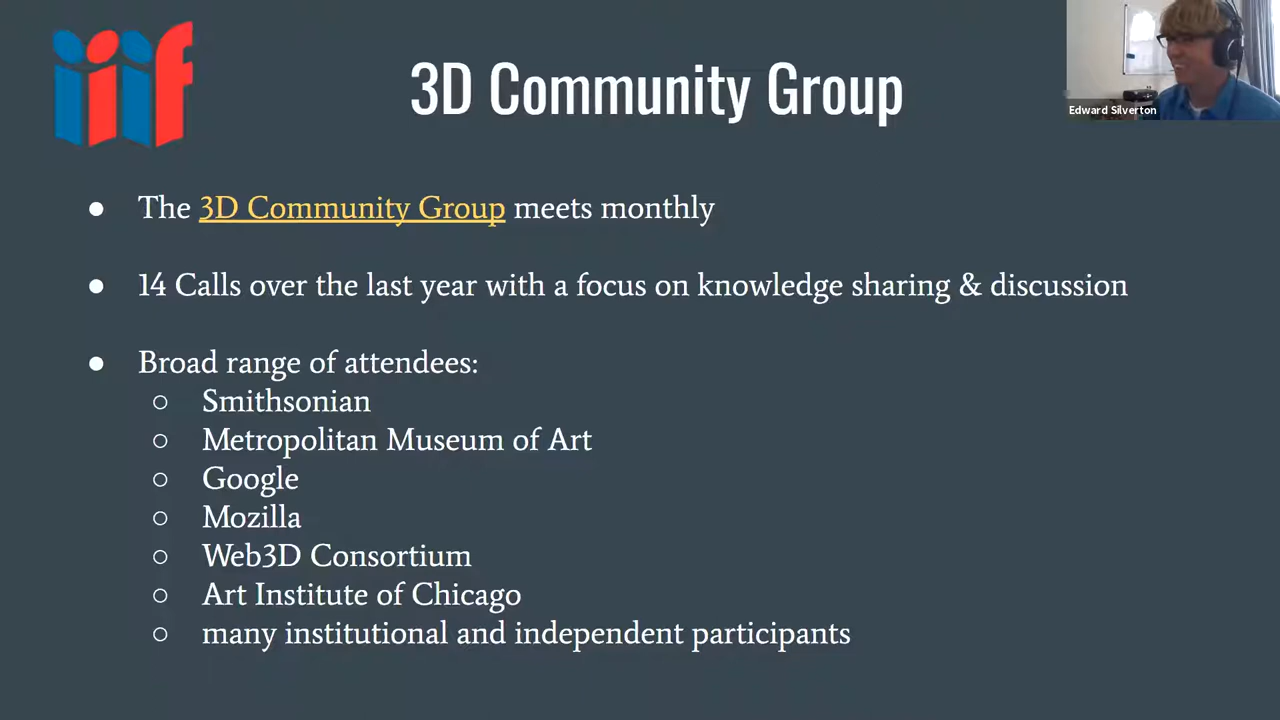 iiif
3D Community Group
Edward Silverton
The 3D Community Group meets monthly
14 Calls over the last year with a focus on knowledge sharing & discussion
Broad range of attendees:
Smithsonian
Metropolitan Museum of Art
Google
Mozilla
Web3D Consortium
Art Institute of Chicago
many institutional and independent participants